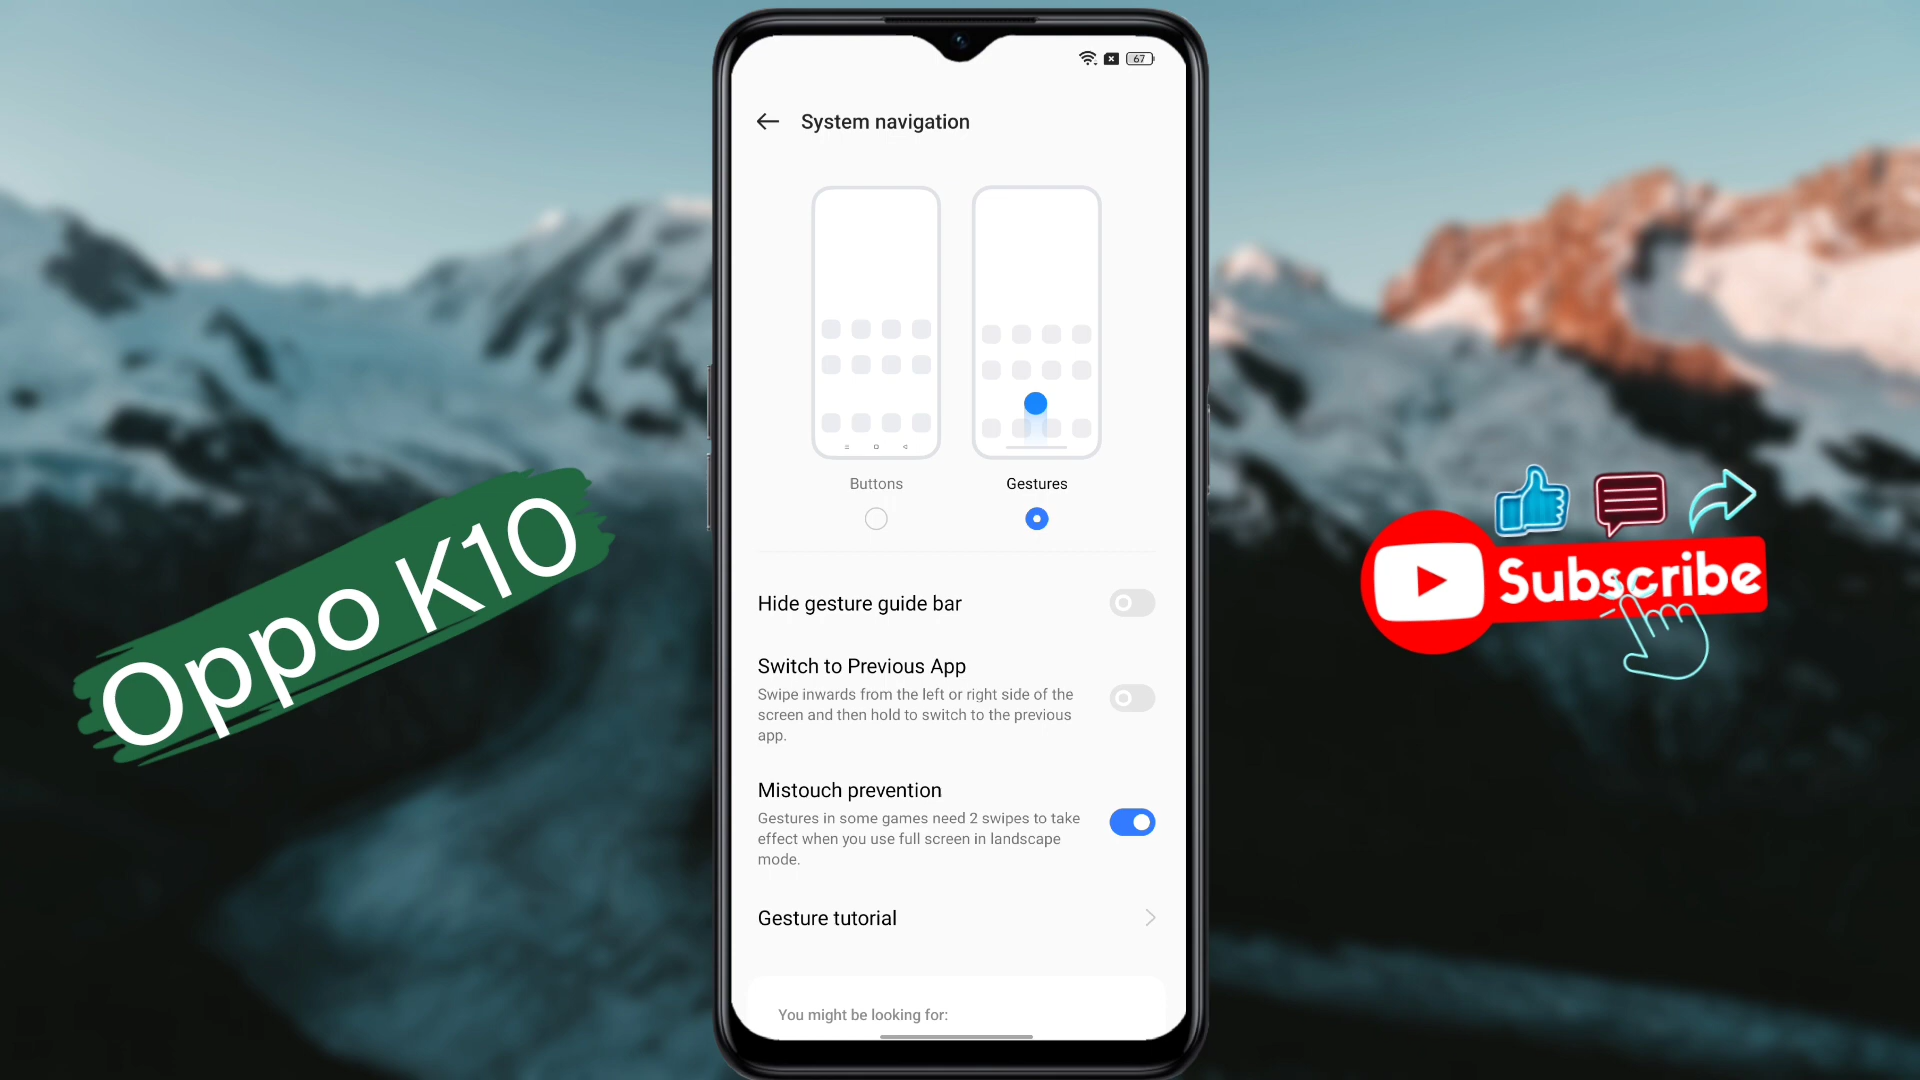 67
System navigation
Buttons
Gestures
Hide gesture guide bar
Switch to Previous App
Swipe inwards from the left or right side of the
screen and then hold to switch to the previous
app.
Mistouch prevention
Gestures in some games need 2 swipes to take
effect when you use full screen in landscape
mode.
Gesture tutorial
You might be looking for:
Oppo K10
Subscribe